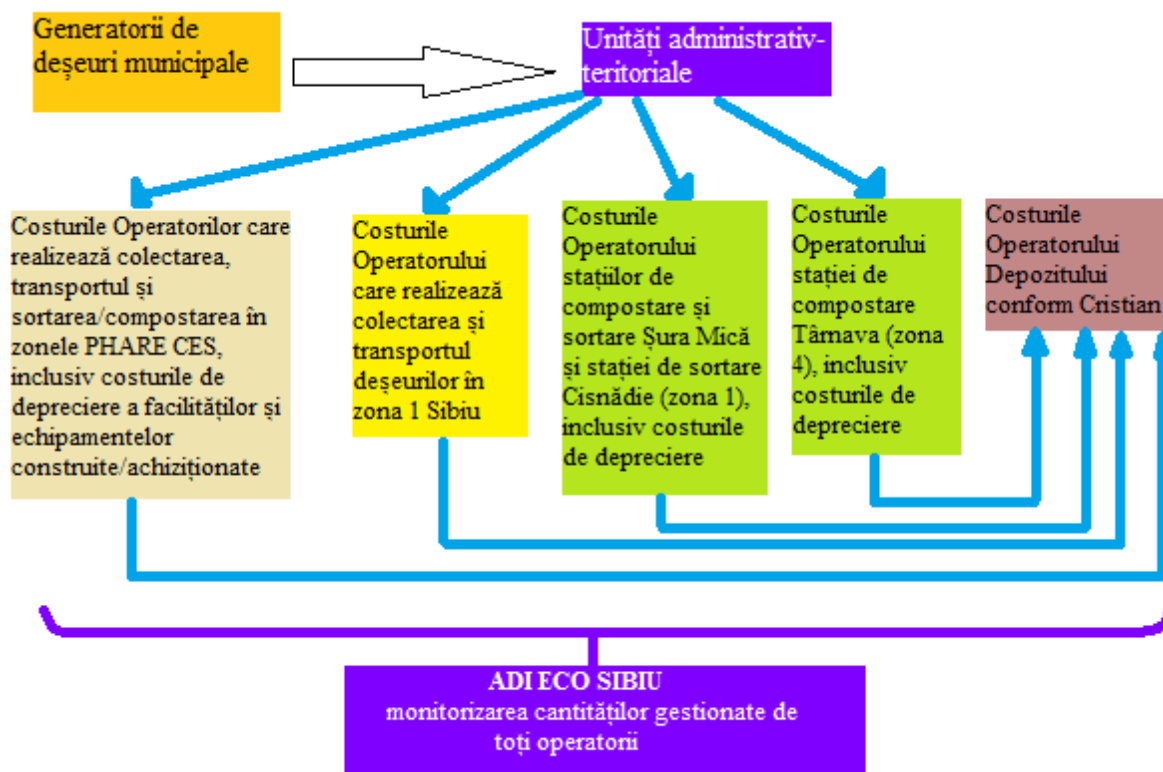 Generatorii de
deșeuri municipale
Unități administrativ-
teritoriale
Costurile Operatorilor care
realizează colectarea,
transportul și
sortarea/compostarea în
zonele PHARE CES,
inclusiv costurile de
depreciere a facilităților și
echipamentelor
construite/achiziționate
Costurile
Operatorului
care realizează
colectarea și
transportul
deșeurilor în
zona 1 Sibiu
Costurile
Operatorului
stațiilor de
compostare și
sortare Șura Mică
și stației de sortare
Cisnădie (zona 1),
inclusiv costurile
de depreciere
Costurile
Operatorului
stației de
compostare
Târnava (zona
4), inclusiv
costurile de
depreciere
Costurile
Operatorului
Depozitului
conform Cristian
ADI ECO SIBIU
monitorizarea cantităților gestionate de
toți operatorii